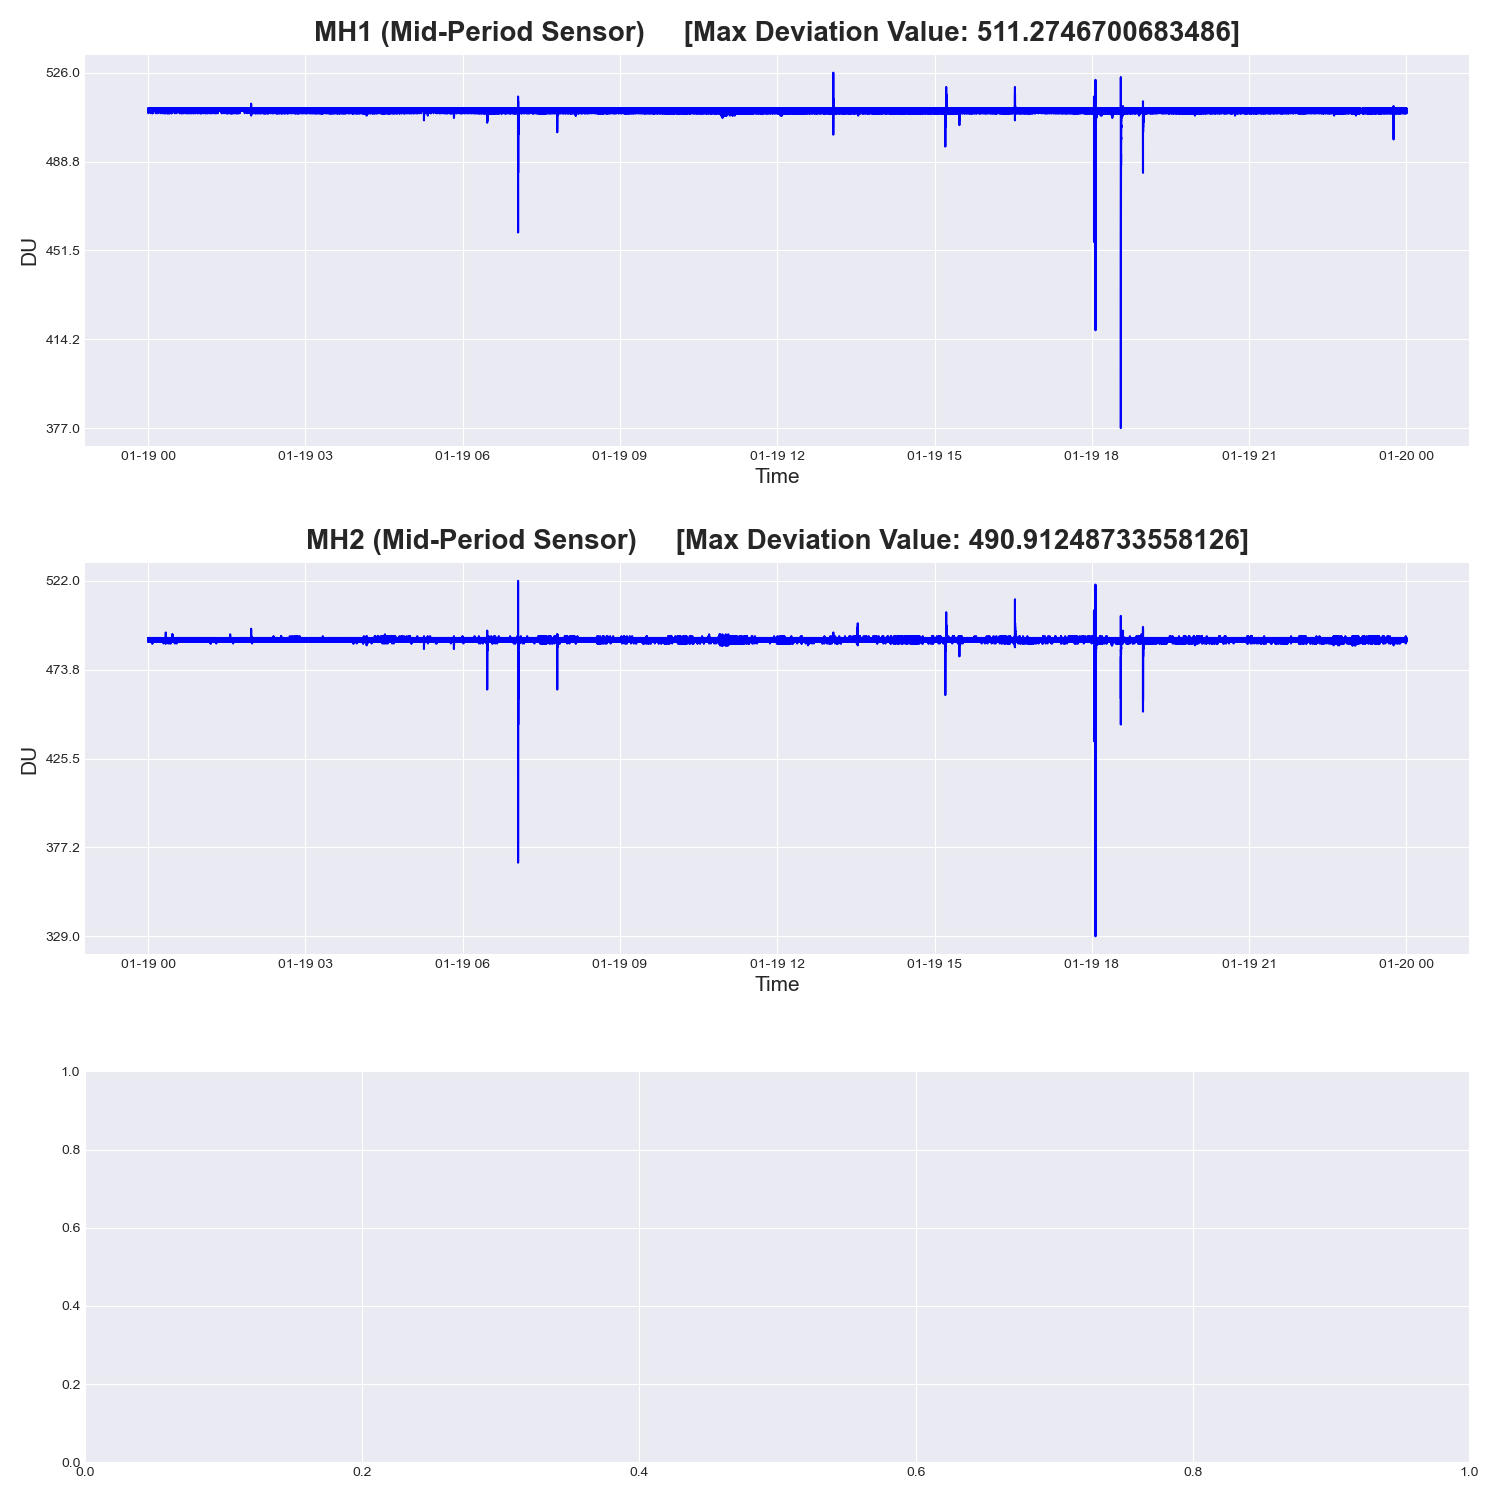 MH1 (Mid-Period Sensor) [Max Deviation Value: 511.2746700683486]
526.0
488.8
451.5
414.2
377.0
DU
01-19 00 01-19 03 01-19 06 01-19 09 01-19 12 01-19 15 01-19 18 01-19 21 01-20 00
Time
MH2 (Mid-Period Sensor) [Max Deviation Value: 490.91248733558126]
522.0
473.8
425.5
377.2
329.0
DU
01-19 00 01-19 03 01-19 06 01-19 09 01-19 12 01-19 15 01-19 18 01-19 21 01-20 00
Time
1.0
0.8
0.6
0.4
0.2
0.0
0.0 0.2 0.4 0.6 0.8 1.0